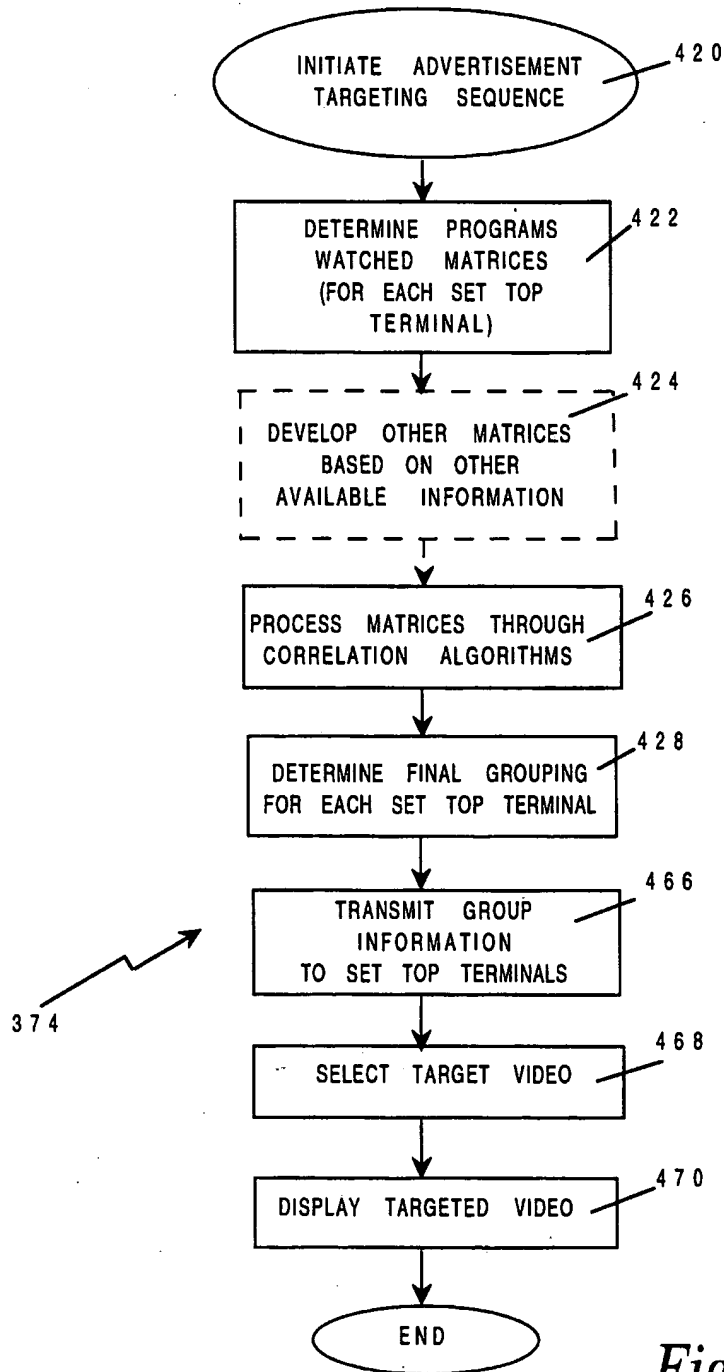 INITIATE ADVERTISEMENT
TARGETING SEQUENCE
420
DETERMINE PROGRAMS
WATCHED MATRICES
(FOR EACH SET TOP
TERMINAL)
422
DEVELOP OTHER MATRICES
BASED ON OTHER
AVAILABLE INFORMATION
424
PROCESS MATRICES THROUGH
CORRELATION ALGORITHMS
426
DETERMINE FINAL GROUPING
FOR EACH SET TOP TERMINAL
428
TRANSMIT GROUP
INFORMATION
TO SET TOP TERMINALS
466
374
SELECT TARGET VIDEO
468
DISPLAY TARGETED VIDEO
470
END